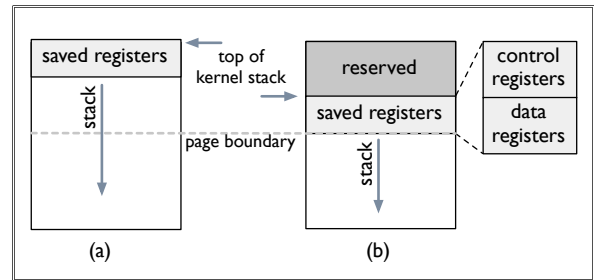 saved registers
top of
kernel stack
reserved
control
registers
saved registers
data
registers
stack
page boundary
stack
(a)
(b)